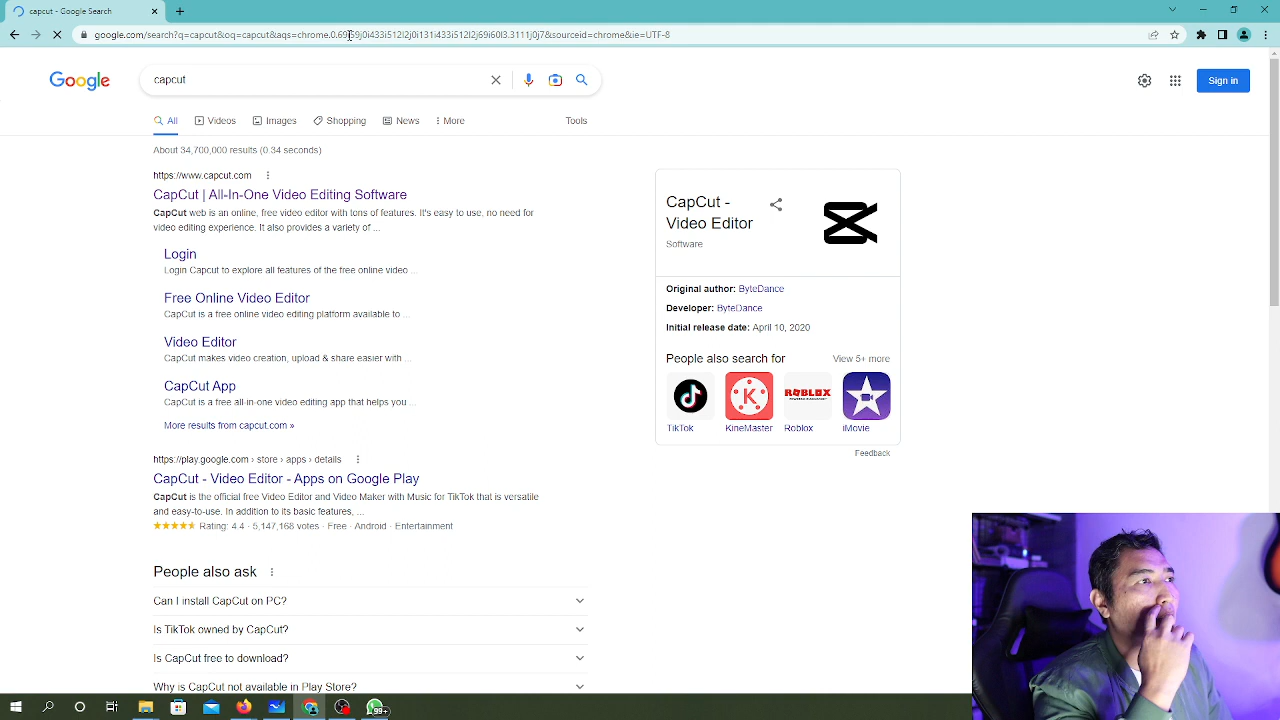 capcut - Google Search
google.com/search?q=capcut&oq=capcut&aqs=chrome.0.69i59j0i433i512l2j0i131i433i512l2j69i60l3.3111j0j7&sourceid=chrome&ie=UTF-8
Google
capcut
Sign in
All
Videos
Images
Shopping
News
More
Tools
About 34,700,000 results (0.34 seconds)
https://www.capcut.com
CapCut | All-In-One Video Editing Software
CapCut web is an online, free video editor with tons of features. It's easy to use, no need for
video editing experience. It also provides a variety of ...
Login
Login Capcut to explore all features of the free online video ...
Free Online Video Editor
CapCut is a free online video editing platform available to ...
Video Editor
CapCut makes video creation, upload & share easier with ...
CapCut App
CapCut is a free all-in-one video editing app that helps you ...
More results from capcut.com »
https://play.google.com › store › apps › details
CapCut - Video Editor - Apps on Google Play
CapCut is the official free Video Editor and Video Maker with Music for TikTok that is versatile
and easy-to-use. In addition to its basic features, ...
Rating: 4.4 · 5,147,168 votes · Free · Android · Entertainment
People also ask
Can I install CapCut on PC?
Is TikTok owned by CapCut?
Is CapCut free to download?
Why is CapCut not available in Play Store?
CapCut -
Video Editor
Software
Original author: ByteDance
Developer: ByteDance
Initial release date: April 10, 2020
People also search for
View 5+ more
K
ROBLOX
TikTok
KineMaster
Roblox
iMovie
Feedback
99+